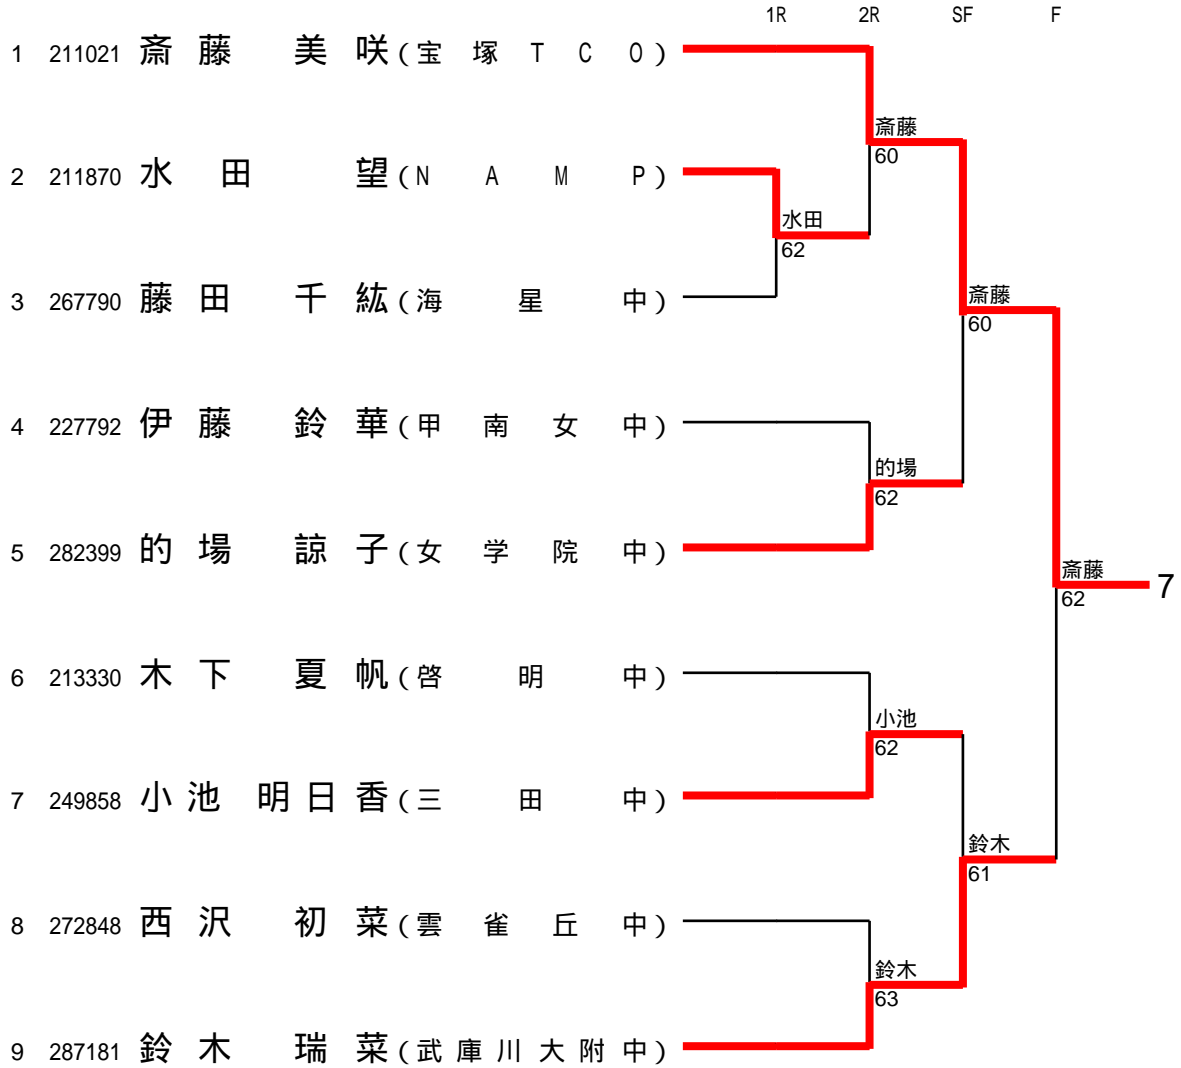 1R 2R SF F
1 211021 斎藤 美咲(宝塚TCO)
斎藤
60
2 211870 水田 望(NAMP)
水田
62
3 267790 藤田 千紘(海星中)
斎藤
60
4 227792 伊藤 鈴華(甲南女中)
的場
62
5 282399 的場 諒子(女学院中)
斎藤
62
7
6 213330 木下 夏帆(啓明中)
小池
62
7 249858 小池 明日香(三田中)
鈴木
61
8 272848 西沢 初菜(雲雀丘中)
鈴木
63
9 287181 鈴木 瑞菜(武庫川大附中)